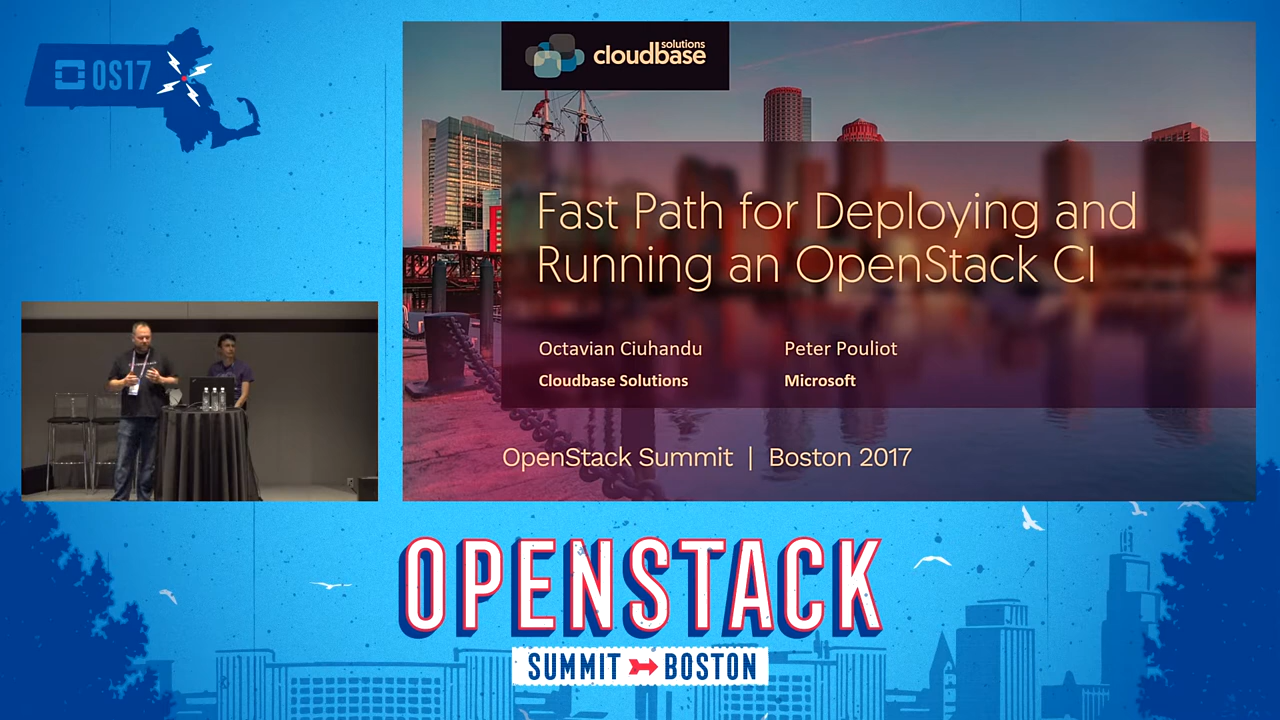 OS17
solutions
cloudbase
Fast Path for Deploying and
Running an OpenStack CI
Octavian Ciuhandu
Peter Pouliot
Cloudbase Solutions
Microsoft
OpenStack Summit | Boston 2017
OPENSTACK
SUMMIT BOSTON